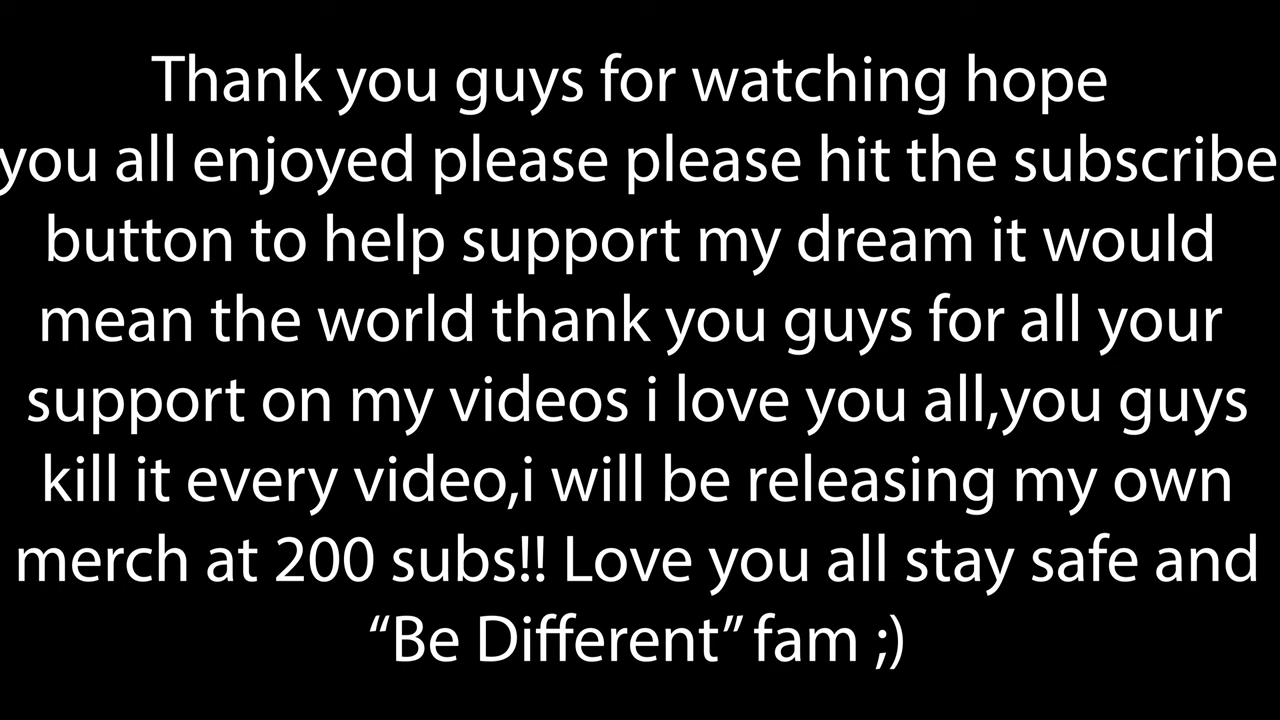 Thank you guys for watching hope
you all enjoyed please please hit the subscribe
button to help support my dream it would
mean the world thank you guys for all your
support on my videos i love you all,you guys
kill it every video,i will be releasing my own
merch at 200 subs!! Love you all stay safe and
“Be Different” fam ;)